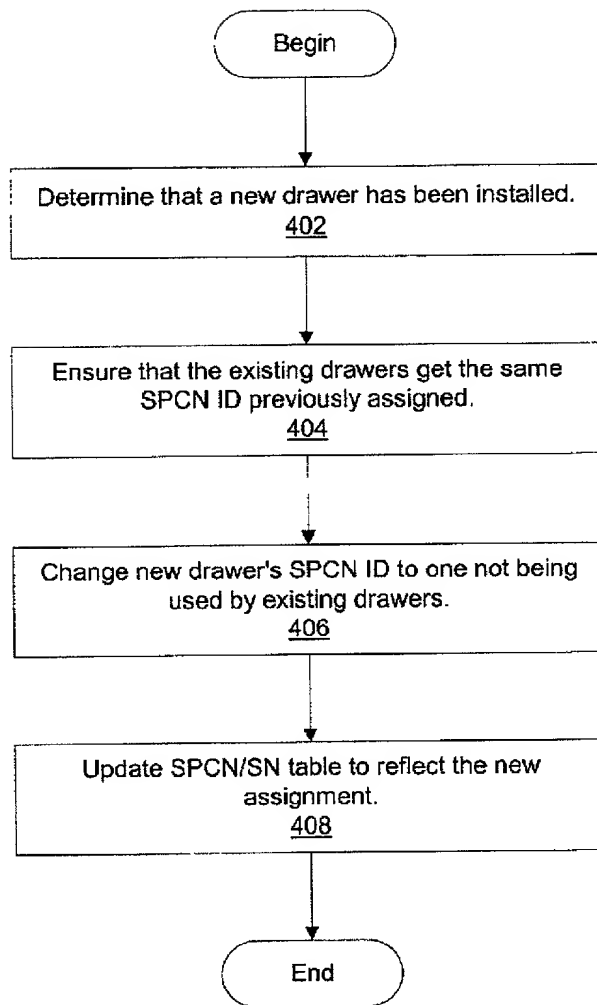 Begin
Determine that a new drawer has been installed.
402
Ensure that the existing drawers get the same
SPCN ID previously assigned.
404
Change new drawer's SPCN ID to one not being
used by existing drawers.
406
Update SPCN/SN table to reflect the new
assignment.
408
End